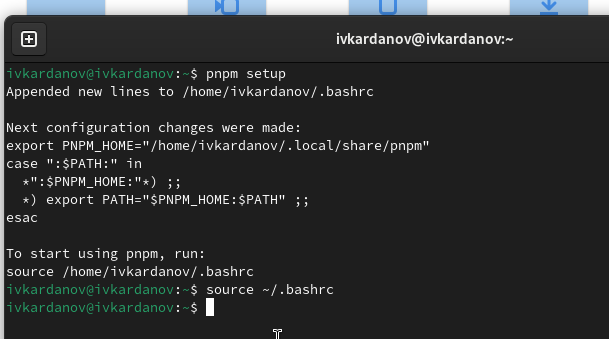 ivkardanov@ivkardanov:~
ivkardanov@ivkardanov:~$ pnpm setup
Appended new lines to /home/ivkardanov/.bashrc
Next configuration changes were made:
export PNPM_HOME="/home/ivkardanov/.local/share/pnpm"
case ":$PATH:" in
  *":$PNPM_HOME:"*) ;;
  *) export PATH="$PNPM_HOME:$PATH" ;;
esac
To start using pnpm, run:
source /home/ivkardanov/.bashrc
ivkardanov@ivkardanov:~$ source ~/.bashrc
ivkardanov@ivkardanov:~$